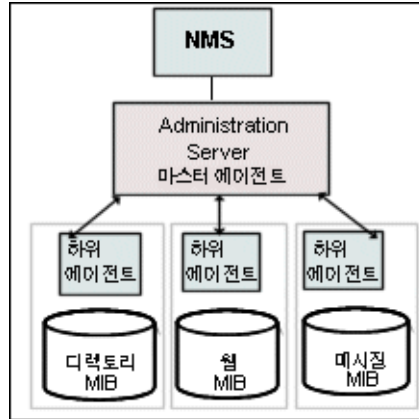 NMS
Administration
Server
마스터 에이전트
하위
에이전트
하위
에이전트
하위
에이전트
디렉토리
MIB
웹
MIB
메시징
MIB